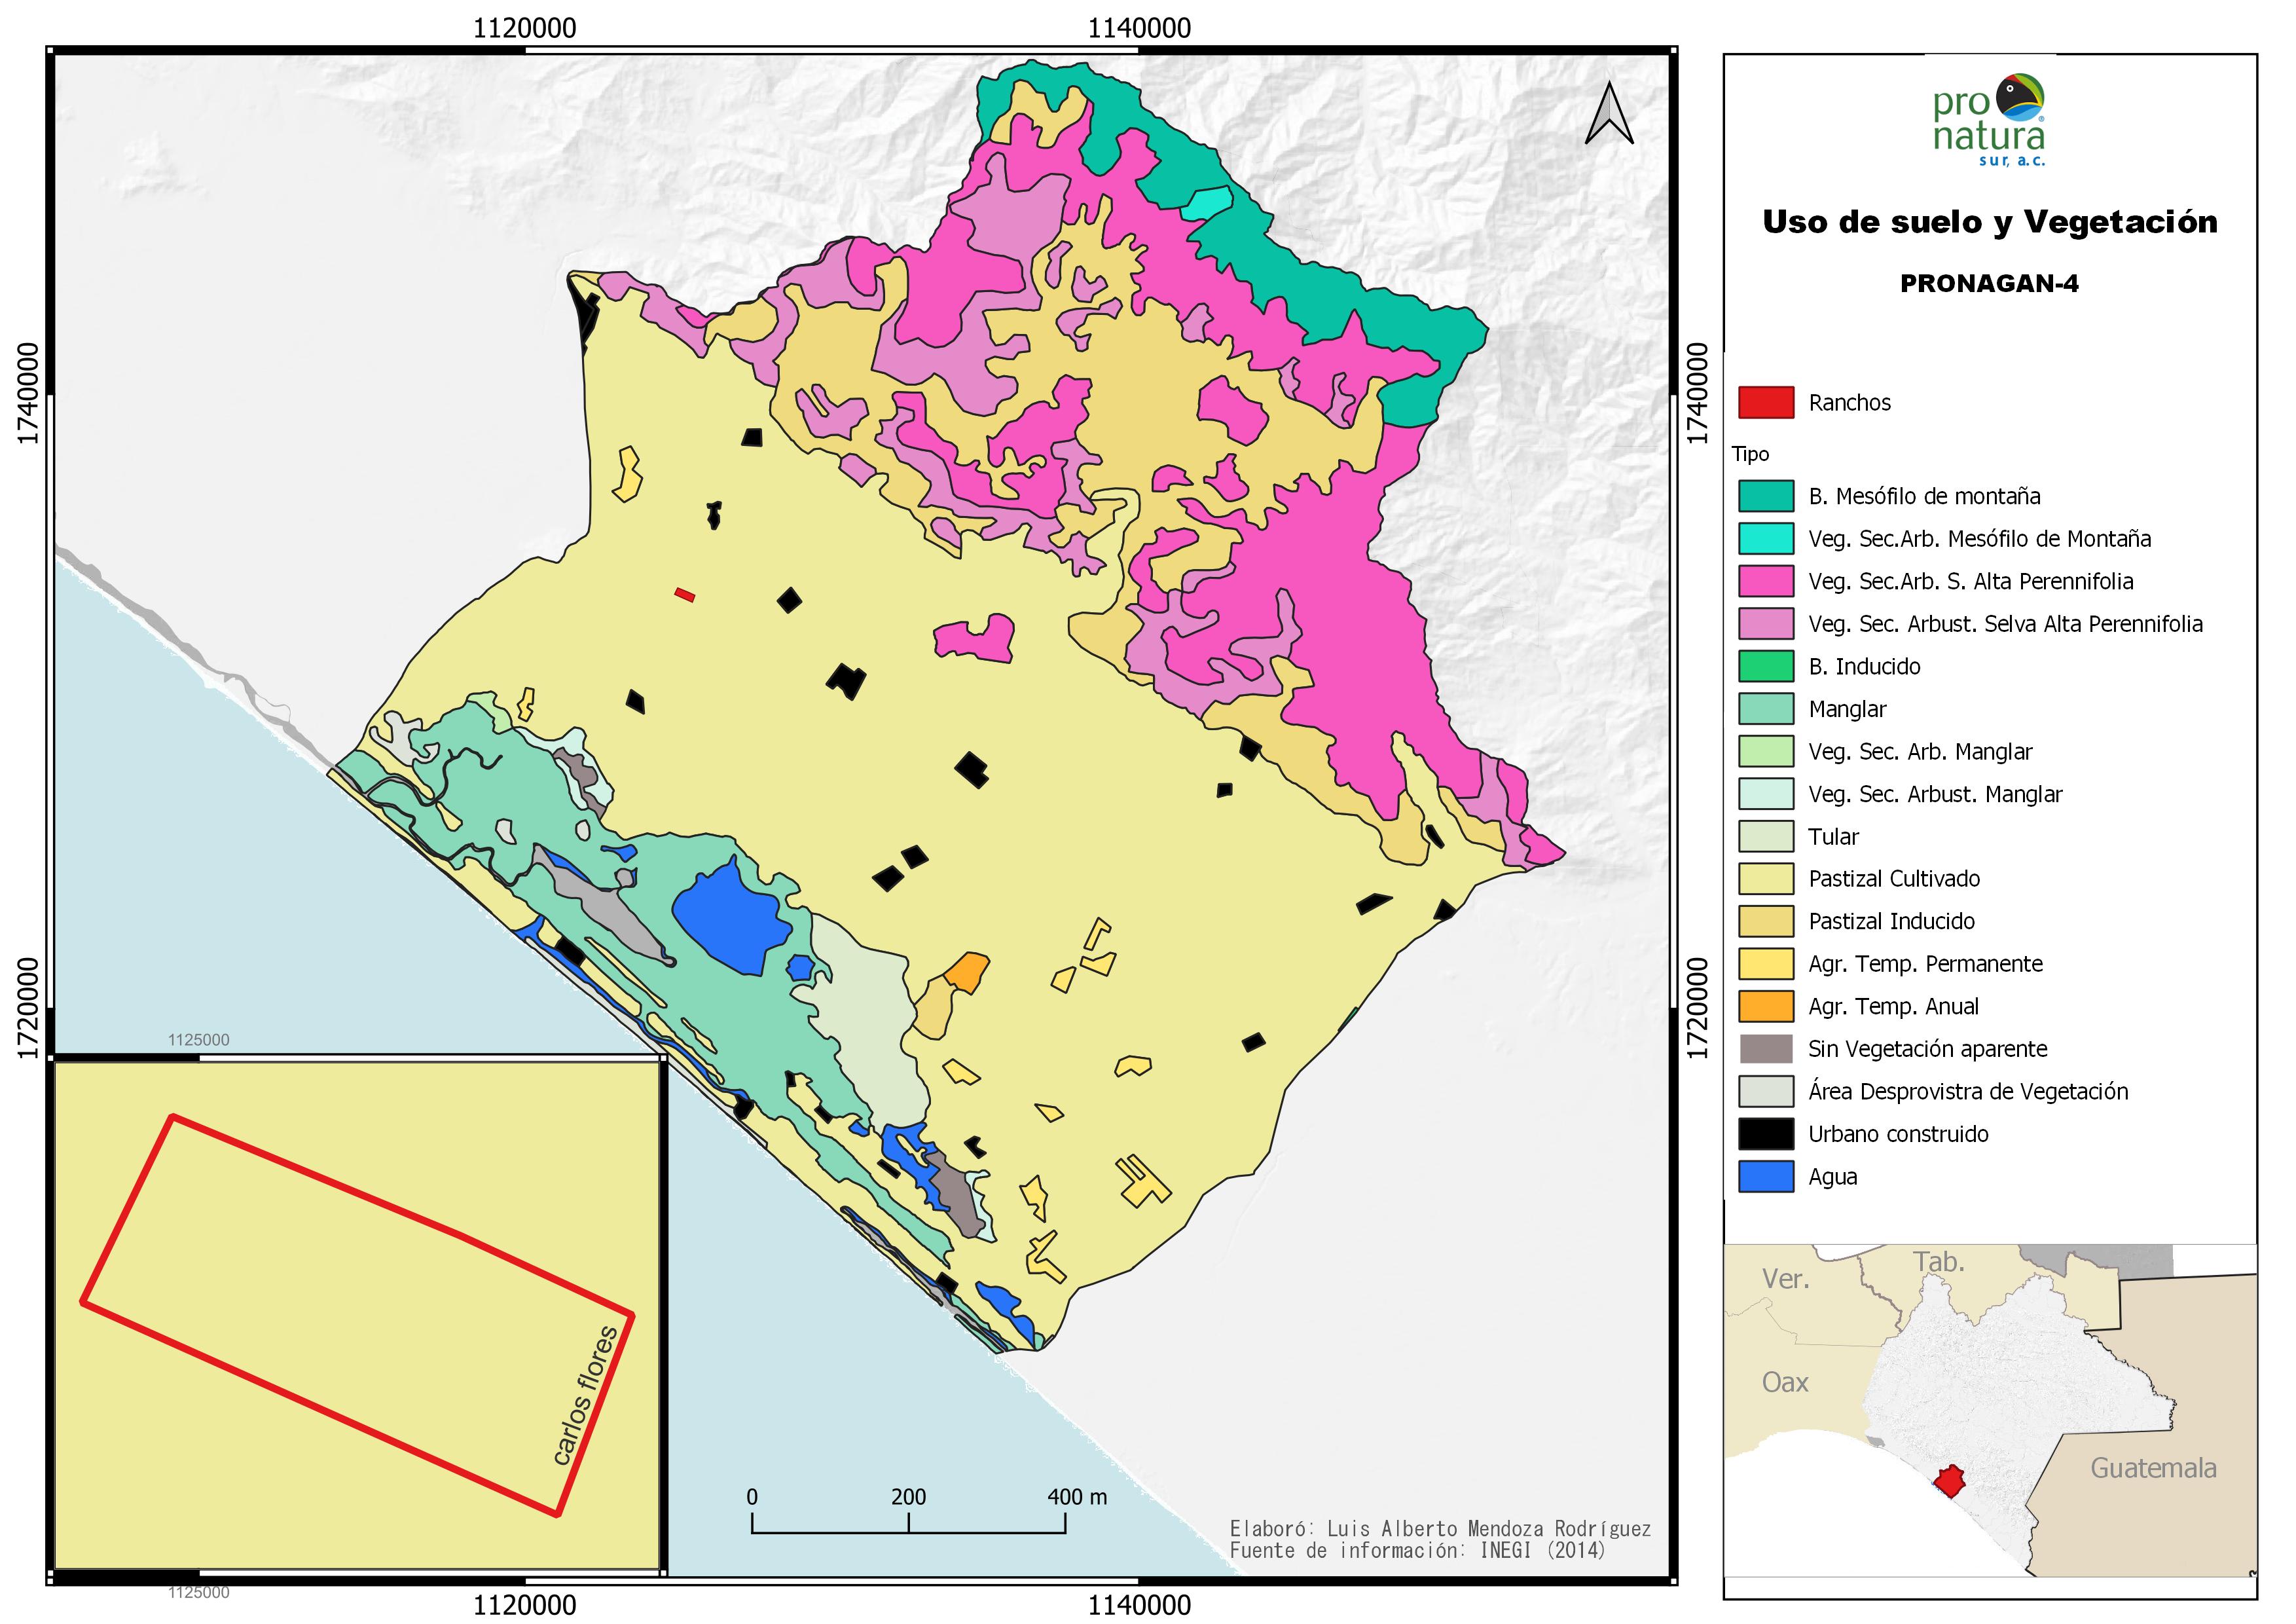 1120000
1140000
1740000
1740000
1720000
1720000
1125000
carlos flores
1125000
1120000
1140000
0
200
400 m
Elaboró: Luis Alberto Mendoza Rodríguez
Fuente de información: INEGI (2014)
pro
natura
sur, a.c.
Uso de suelo y Vegetación
PRONAGAN-4
Ranchos
Tipo
B. Mesófilo de montaña
Veg. Sec.Arb. Mesófilo de Montaña
Veg. Sec.Arb. S. Alta Perennifolia
Veg. Sec. Arbust. Selva Alta Perennifolia
B. Inducido
Manglar
Veg. Sec. Arb. Manglar
Veg. Sec. Arbust. Manglar
Tular
Pastizal Cultivado
Pastizal Inducido
Agr. Temp. Permanente
Agr. Temp. Anual
Sin Vegetación aparente
Área Desprovistra de Vegetación
Urbano construido
Agua
Tab.
Ver.
Oax
Guatemala